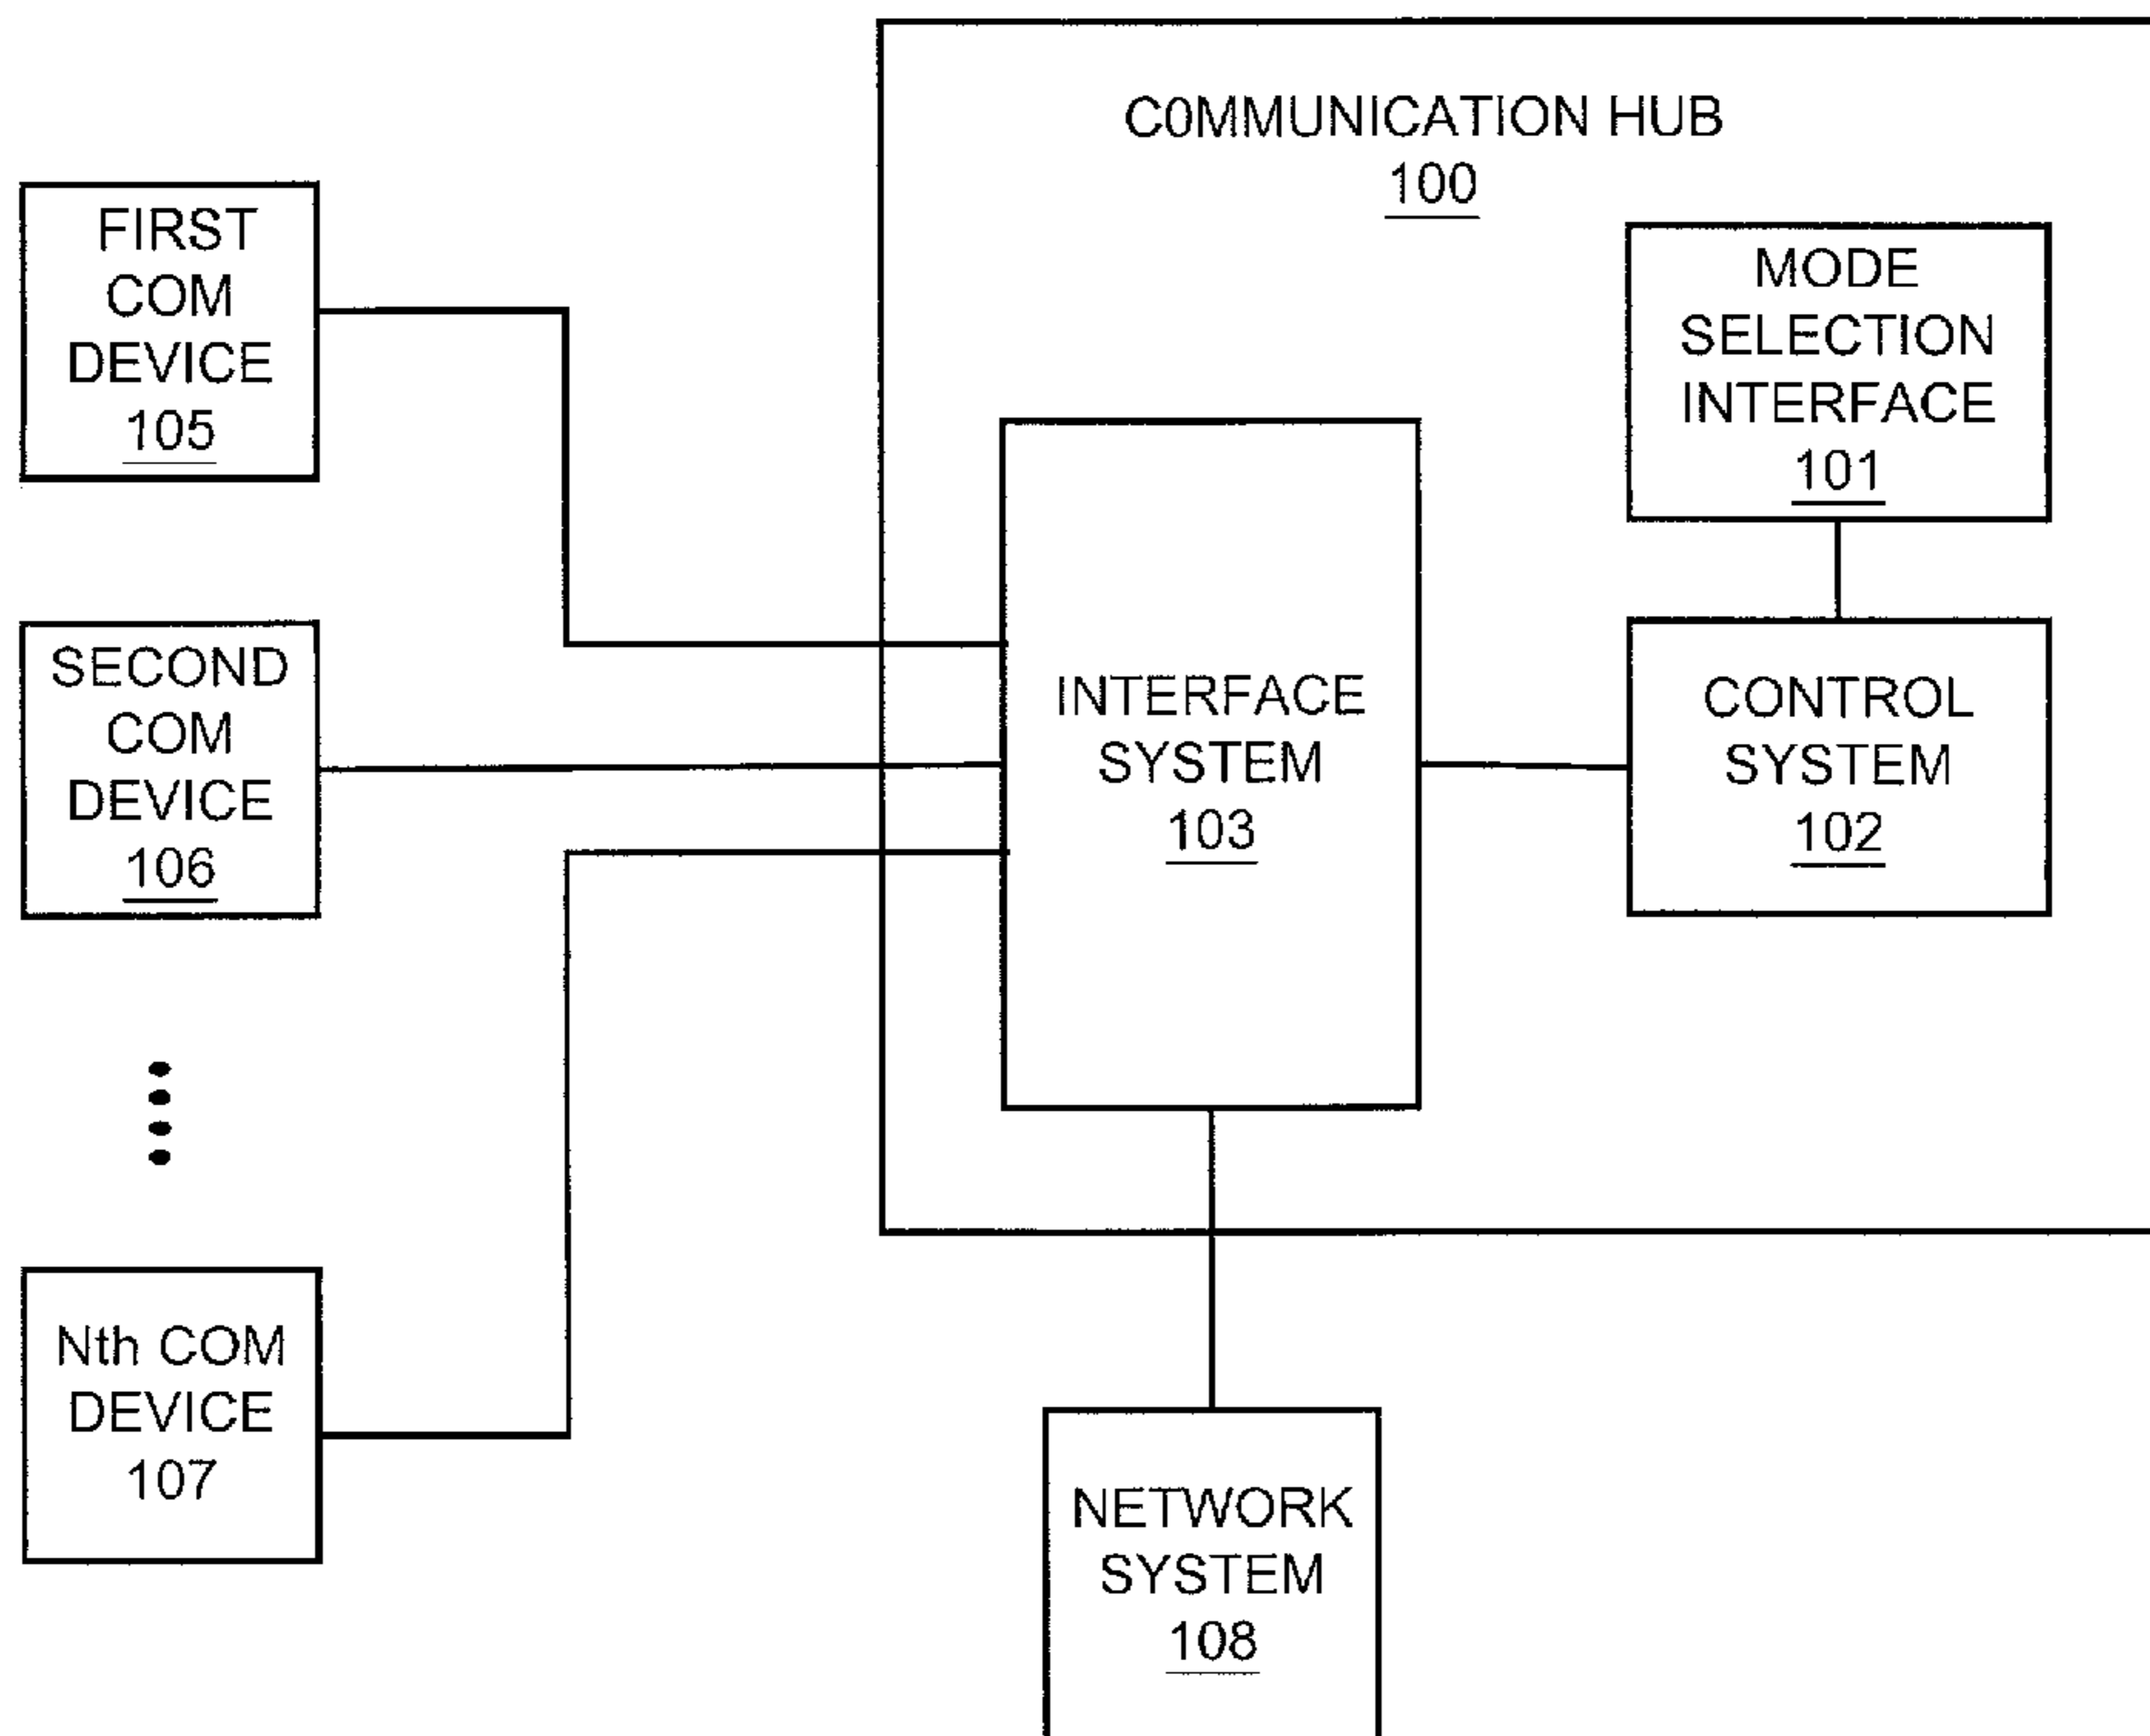 COMMUNICATION HUB
100
FIRST
COM
DEVICE
105
MODE
SELECTION
INTERFACE
101
SECOND
COM
DEVICE
106
INTERFACE
SYSTEM
103
CONTROL
SYSTEM
102
Nth COM
DEVICE
107
NETWORK
SYSTEM
108